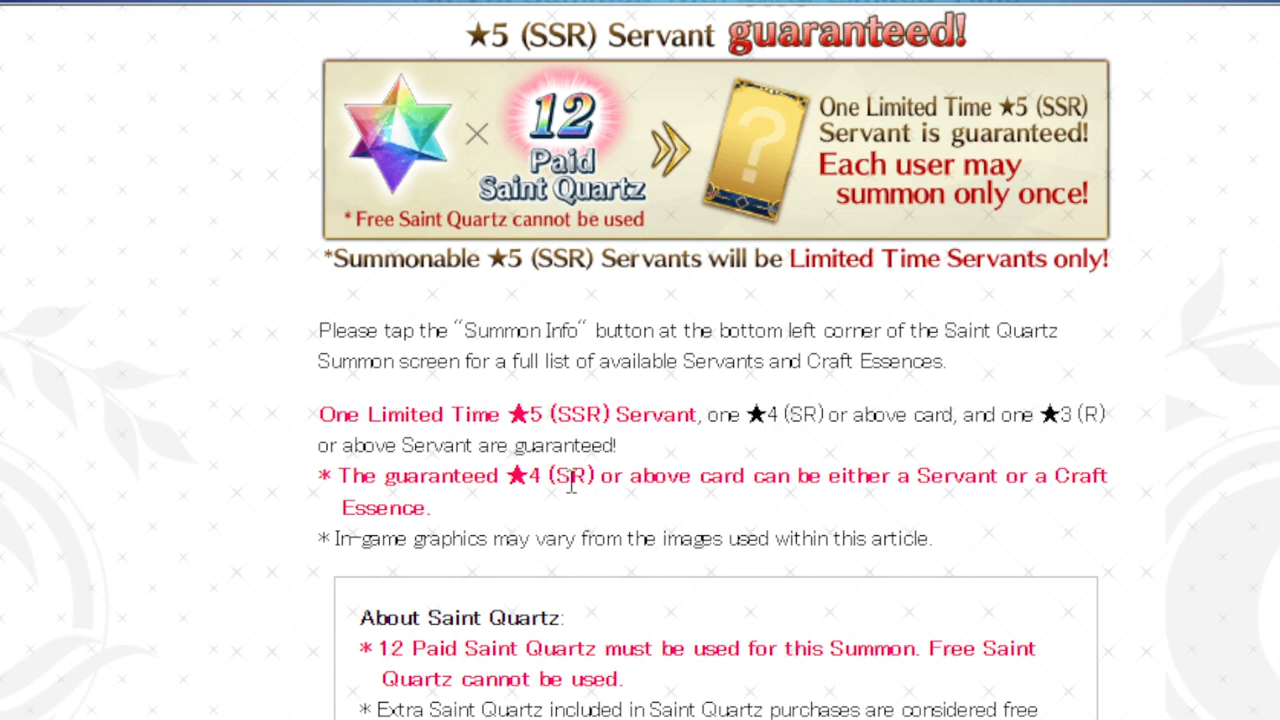 ★5 (SSR) Servant guaranteed!
12
Paid
Saint Quartz
* Free Saint Quartz cannot be used
One Limited Time ★5 (SSR)
Servant is guaranteed!
Each user may
summon only once!
*Summonable ★5 (SSR) Servants will be Limited Time Servants only!
Please tap the "Summon Info" button at the bottom left corner of the Saint Quartz
Summon screen for a full list of available Servants and Craft Essences.
One Limited Time ★5 (SSR) Servant, one ★4 (SR) or above card, and one ★3 (R)
or above Servant are guaranteed!
* The guaranteed ★4 (SR) or above card can be either a Servant or a Craft
Essence.
* In-game graphics may vary from the images used within this article.
About Saint Quartz:
* 12 Paid Saint Quartz must be used for this Summon. Free Saint
Quartz cannot be used.
* Extra Saint Quartz included in Saint Quartz purchases are considered free